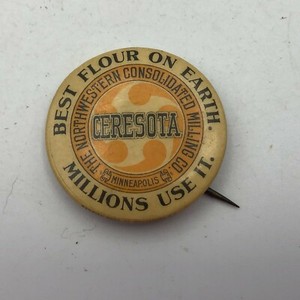 BEST FLOUR ON EARTH.
THE NORTHWESTERN CONSOLIDATED MILLING CO.
CERESOTA
MINNEAPOLIS
MILLIONS USE IT.